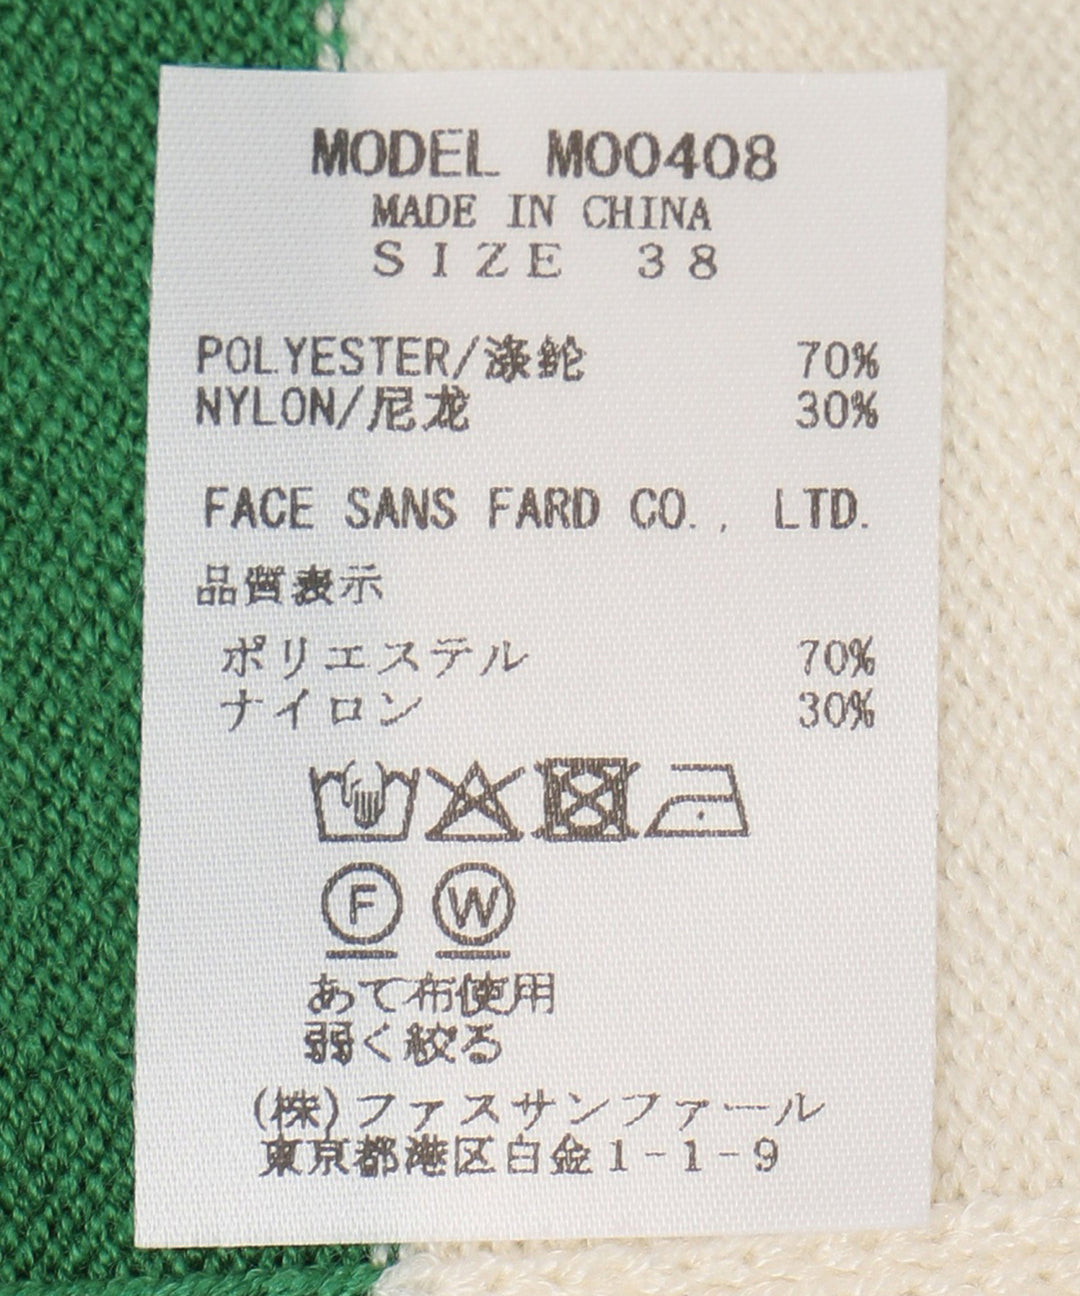 MODEL M00408
MADE IN CHINA
SIZE 38
POLYESTER/涤纶 70%
NYLON/尼龙 30%
FACE SANS FARD CO., LTD.
品質表示
ポリエステル 70%
ナイロン 30%
F W
あて布使用
弱く絞る
(株)ファスサンファール
東京都港区白金1-1-9